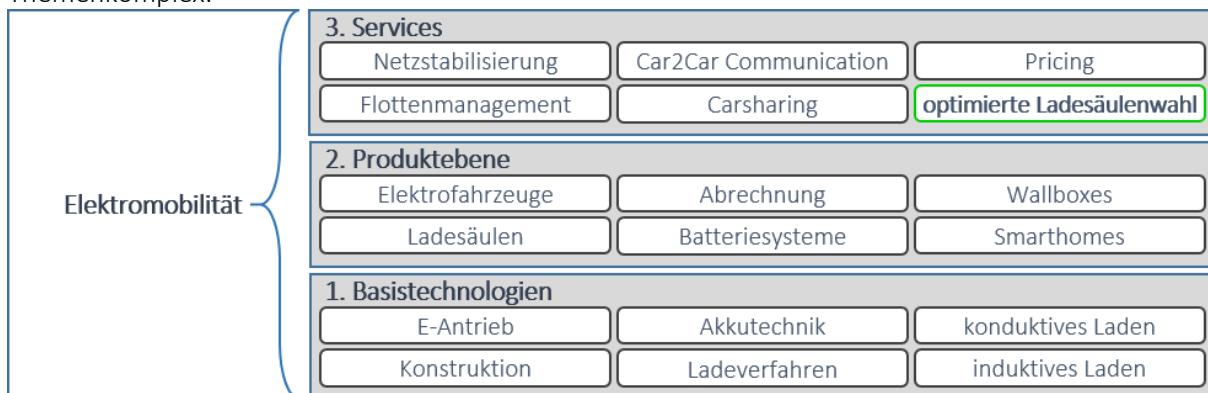 Themenkomplex.
3. Services
Netzstabilisierung
Car2Car Communication
Pricing
Flottenmanagement
Carsharing
optimierte Ladesäulenwahl
2. Produktebene
Elektrofahrzeuge
Abrechnung
Wallboxes
Elektromobilität
Ladesäulen
Batteriesysteme
Smarthomes
1. Basistechnologien
E-Antrieb
Akkutechnik
konduktives Laden
Konstruktion
Ladeverfahren
induktives Laden